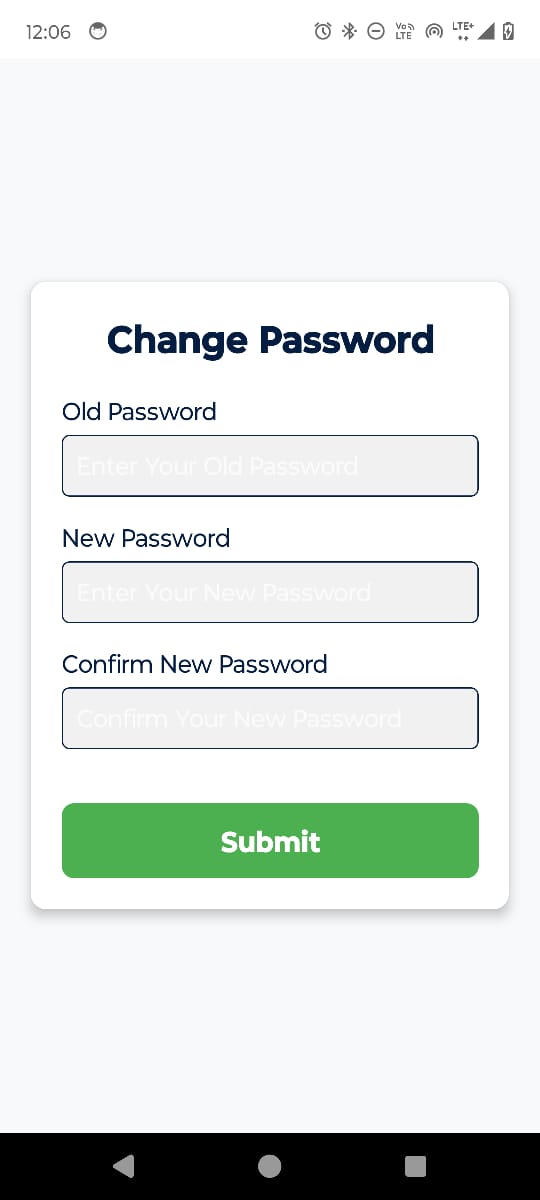 12:06
Vo LTE
LTE+
Change Password
Old Password
Enter Your Old Password
New Password
Enter Your New Password
Confirm New Password
Confirm Your New Password
Submit